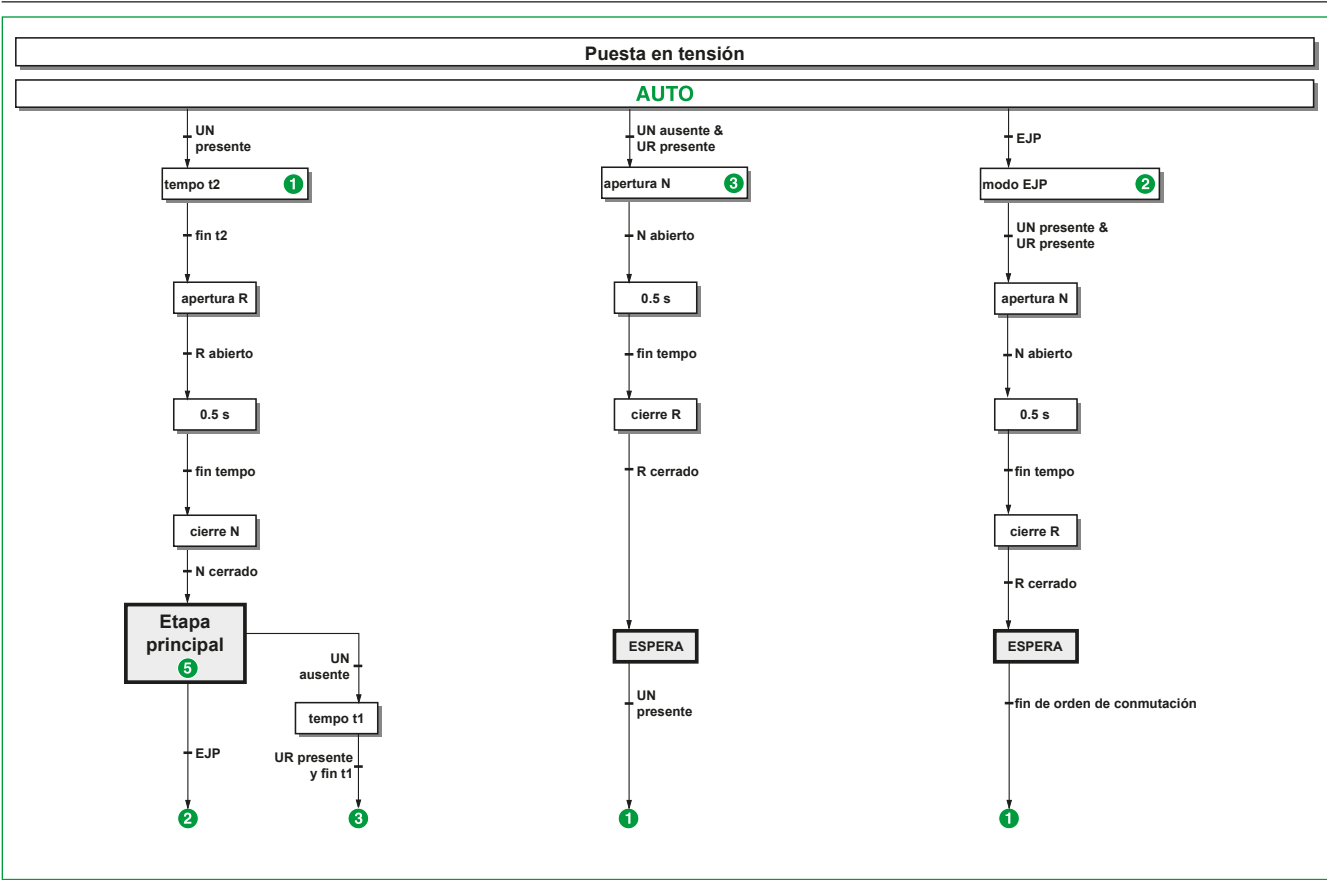 Puesta en tensión
AUTO
UN
presente
tempo t2
1
fin t2
apertura R
R abierto
0.5 s
fin tempo
cierre N
N cerrado
Etapa
principal
5
EJP
2
UN
ausente
tempo t1
UR presente
y fin t1
3
UN ausente &
UR presente
apertura N
3
N abierto
0.5 s
fin tempo
cierre R
R cerrado
ESPERA
UN
presente
1
EJP
modo EJP
2
UN presente &
UR presente
apertura N
N abierto
0.5 s
fin tempo
cierre R
R cerrado
ESPERA
fin de orden de conmutación
1